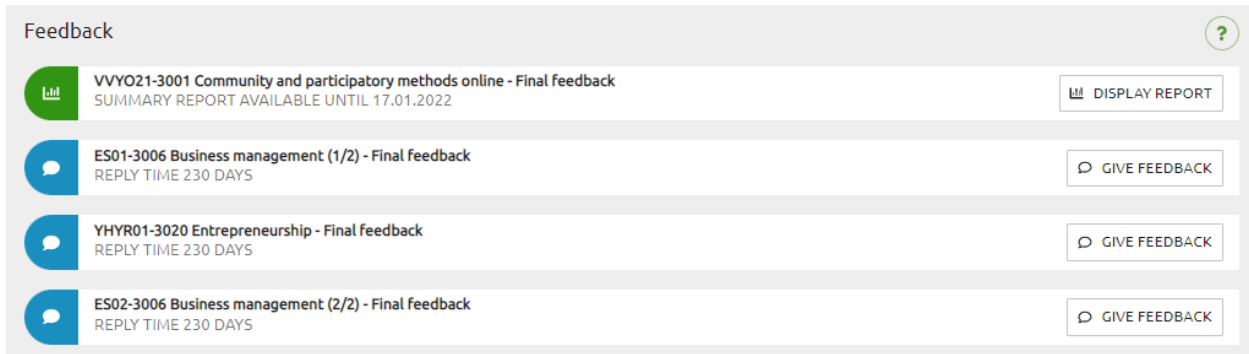 Feedback
?
VVYO21-3001 Community and participatory methods online - Final feedback
SUMMARY REPORT AVAILABLE UNTIL 17.01.2022
DISPLAY REPORT
ES01-3006 Business management (1/2) - Final feedback
REPLY TIME 230 DAYS
GIVE FEEDBACK
YHYR01-3020 Entrepreneurship - Final feedback
REPLY TIME 230 DAYS
GIVE FEEDBACK
ES02-3006 Business management (2/2) - Final feedback
REPLY TIME 230 DAYS
GIVE FEEDBACK